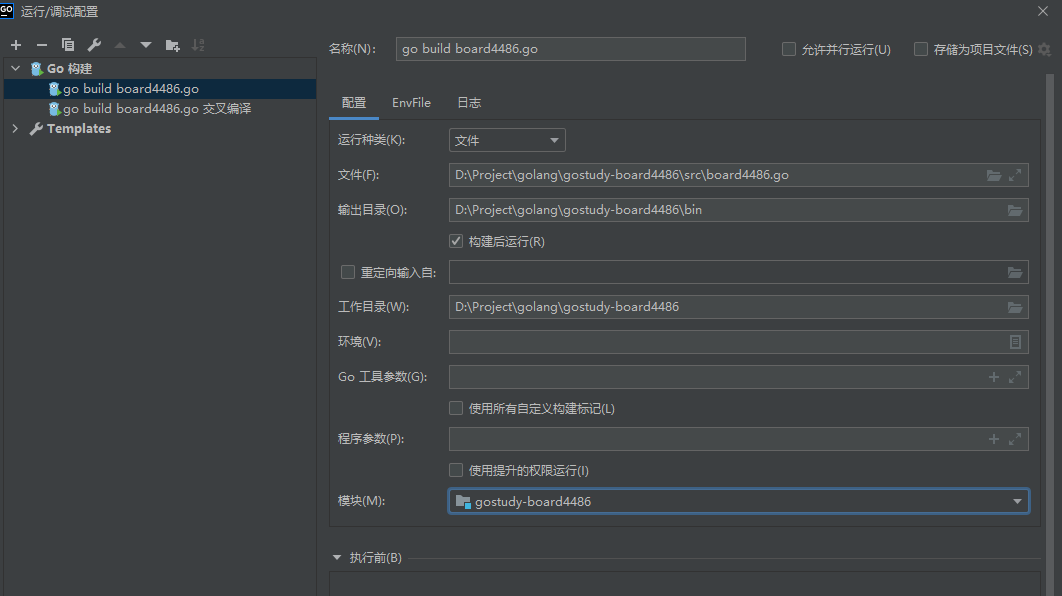 GO 运行/调试配置
名称(N): go build board4486.go 允许并行运行(U) 存储为项目文件(S)
Go 构建
go build board4486.go
go build board4486.go 交叉编译
Templates
配置 EnvFile 日志
运行种类(K): 文件
文件(F): D:\Project\golang\gostudy-board4486\src\board4486.go
输出目录(O): D:\Project\golang\gostudy-board4486\bin
构建后运行(R)
重定向输入自:
工作目录(W): D:\Project\golang\gostudy-board4486
环境(V):
Go 工具参数(G):
使用所有自定义构建标记(L)
程序参数(P):
使用提升的权限运行(I)
模块(M): gostudy-board4486
执行前(B)